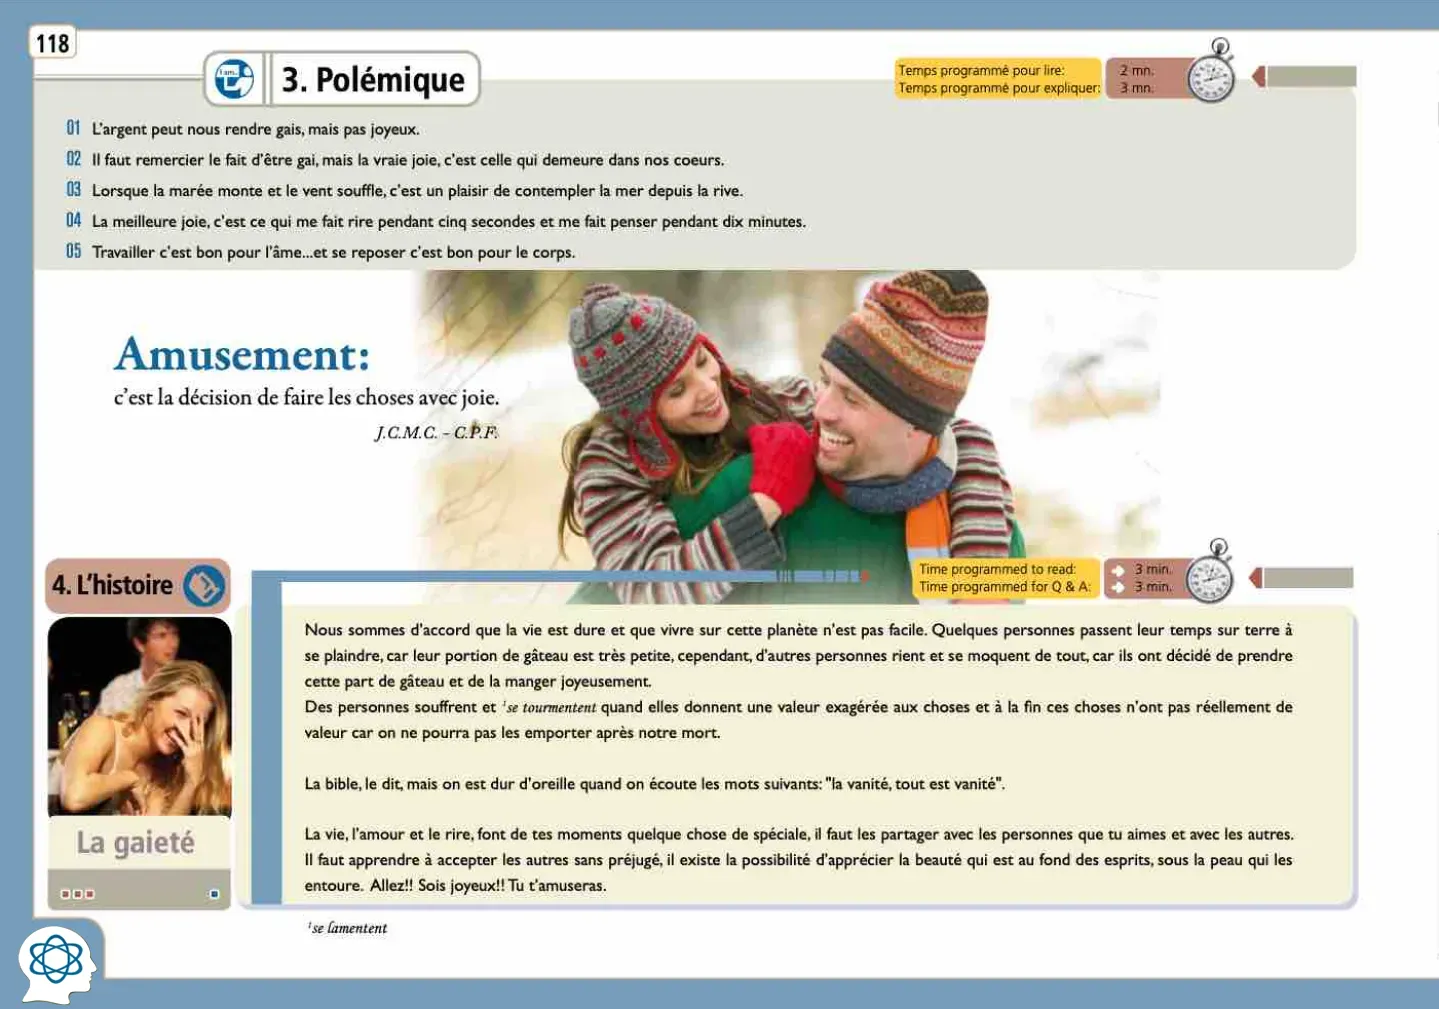 118
3. Polémique
Temps programmé pour lire: 2 mn.
Temps programmé pour expliquer: 3 mn.
01 L'argent peut nous rendre gais, mais pas joyeux.
02 Il faut remercier le fait d'être gai, mais la vraie joie, c'est celle qui demeure dans nos coeurs.
03 Lorsque la marée monte et le vent souffle, c'est un plaisir de contempler la mer depuis la rive.
04 La meilleure joie, c'est ce qui me fait rire pendant cinq secondes et me fait penser pendant dix minutes.
05 Travailler c'est bon pour l'âme...et se reposer c'est bon pour le corps.
Amusement:
c'est la décision de faire les choses avec joie.
J.C.M.C. - C.P.F.
4. L'histoire
Time programmed to read: 3 min.
Time programmed for Q & A: 3 min.
Nous sommes d'accord que la vie est dure et que vivre sur cette planète n'est pas facile. Quelques personnes passent leur temps sur terre à
se plaindre, car leur portion de gâteau est très petite, cependant, d'autres personnes rient et se moquent de tout, car ils ont décidé de prendre
cette part de gâteau et de la manger joyeusement.
Des personnes souffrent et ¹se tourmentent quand elles donnent une valeur exagérée aux choses et à la fin ces choses n'ont pas réellement de
valeur car on ne pourra pas les emporter après notre mort.
La bible, le dit, mais on est dur d'oreille quand on écoute les mots suivants: "la vanité, tout est vanité".
La vie, l'amour et le rire, font de tes moments quelque chose de spéciale, il faut les partager avec les personnes que tu aimes et avec les autres.
Il faut apprendre à accepter les autres sans préjugé, il existe la possibilité d'apprécier la beauté qui est au fond des esprits, sous la peau qui les
entoure. Allez!! Sois joyeux!! Tu t'amuseras.
La gaieté
¹se lamentent